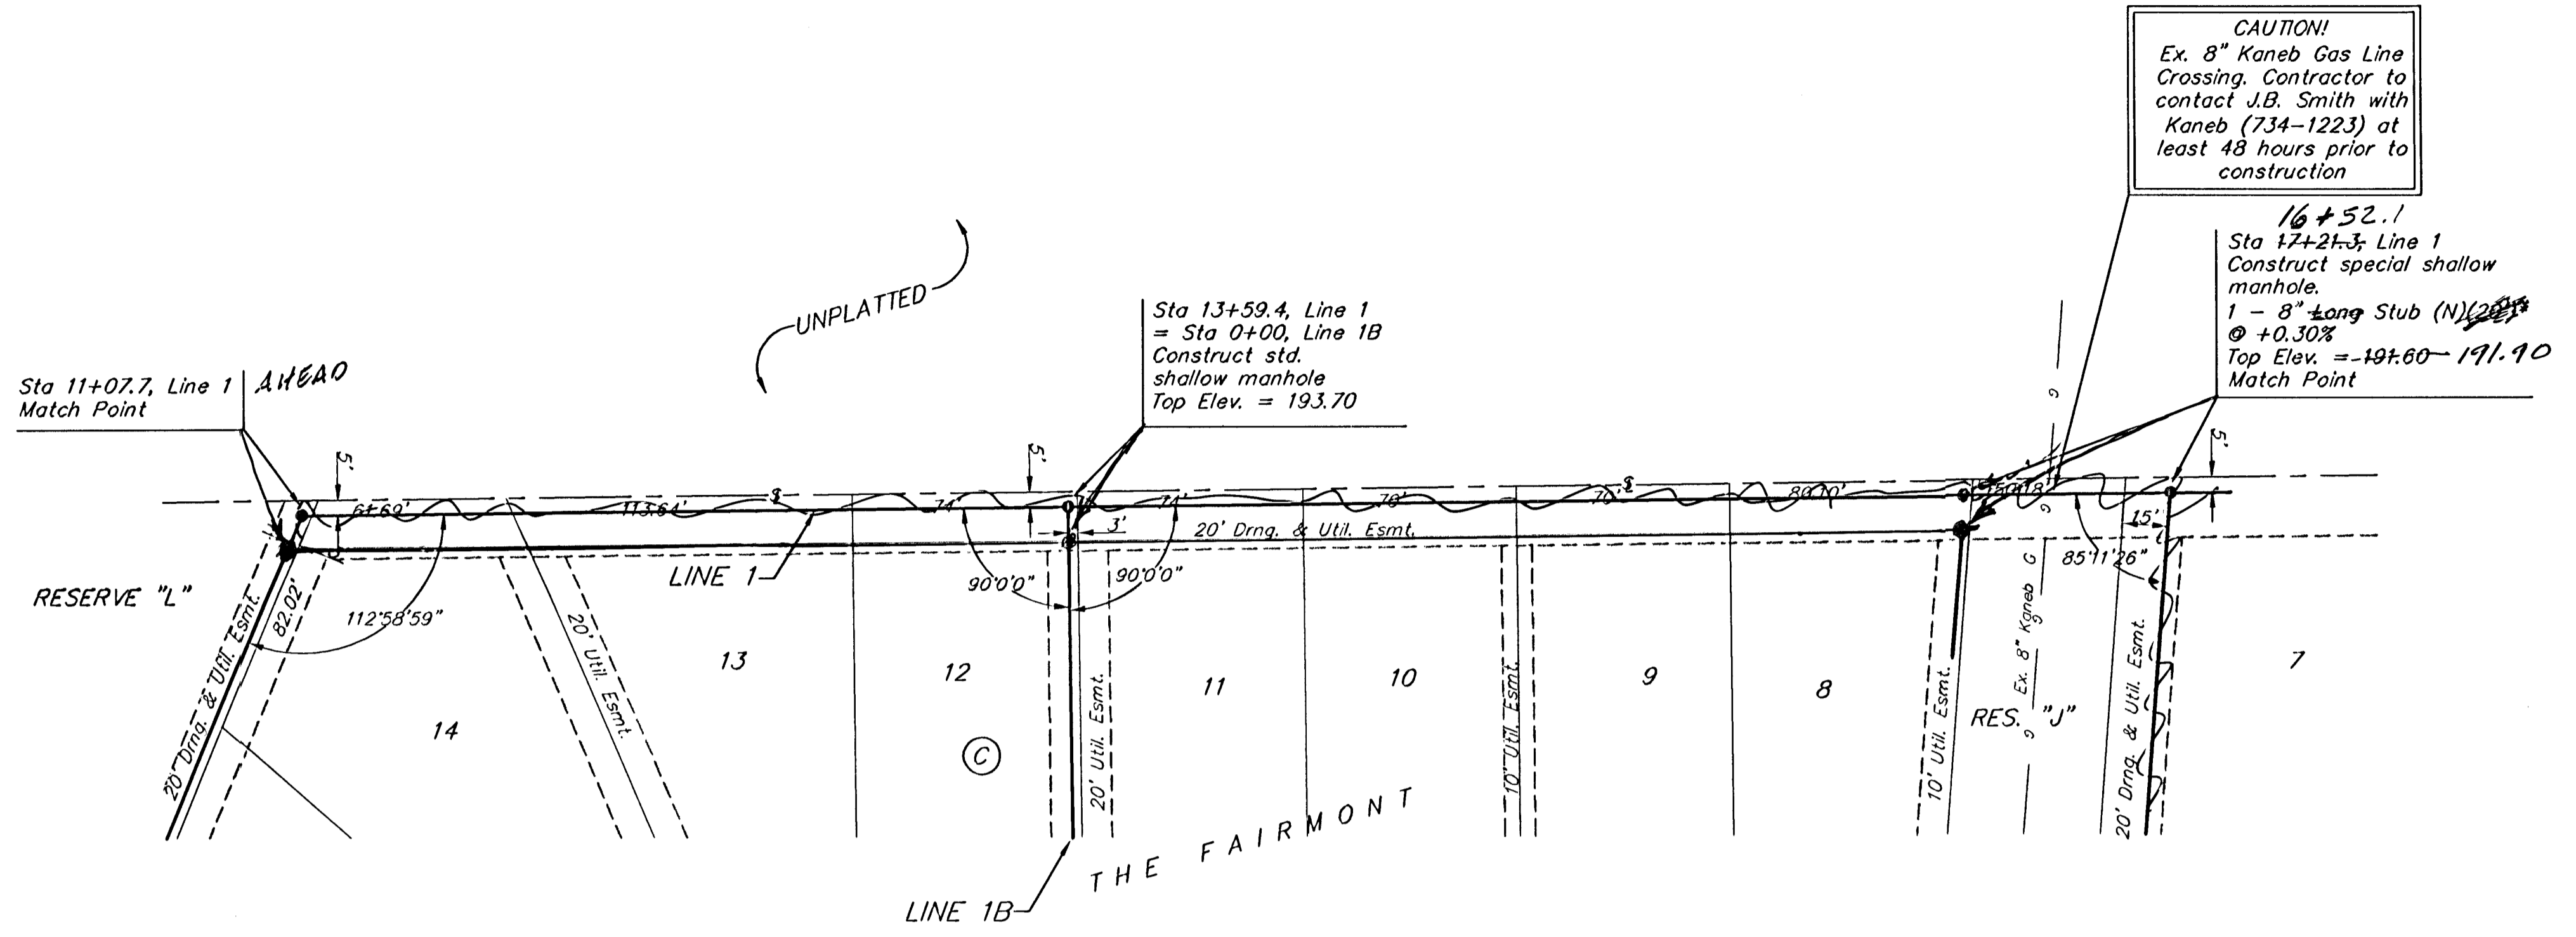 CAUTION!
Ex. 8" Kaneb Gas Line
Crossing. Contractor to
contact J.B. Smith with
Kaneb (734-1223) at
least 48 hours prior to
construction
16+52.1
Sta 17+21.3, Line 1
Construct special shallow
manhole.
1 - 8" Long Stub (N)
@ +0.30%
Top Elev. = 191.60 191.90
Match Point
UNPLATTED
Sta 13+59.4, Line 1
= Sta 0+00, Line 1B
Construct std.
shallow manhole
Top Elev. = 193.70
Sta 11+07.7, Line 1 AHEAD
Match Point
5'
5'
5'
G
61.69'
113.64'
74'
74'
70'
70'
80.10'
3'
20' Drng. & Util. Esmt.
15'
G
LINE 1
90°0'0"
90°0'0"
85°11'26"
RESERVE "L"
82.02'
112°58'59"
20' Drng. & Util. Esmt.
20' Util. Esmt.
14
13
12
11
10
9
8
7
C
20' Util. Esmt.
10' Util. Esmt.
10' Util. Esmt.
G Ex. 8" Kaneb G
RES. "J"
20' Drng. & Util. Esmt.
THE FAIRMONT
LINE 1B